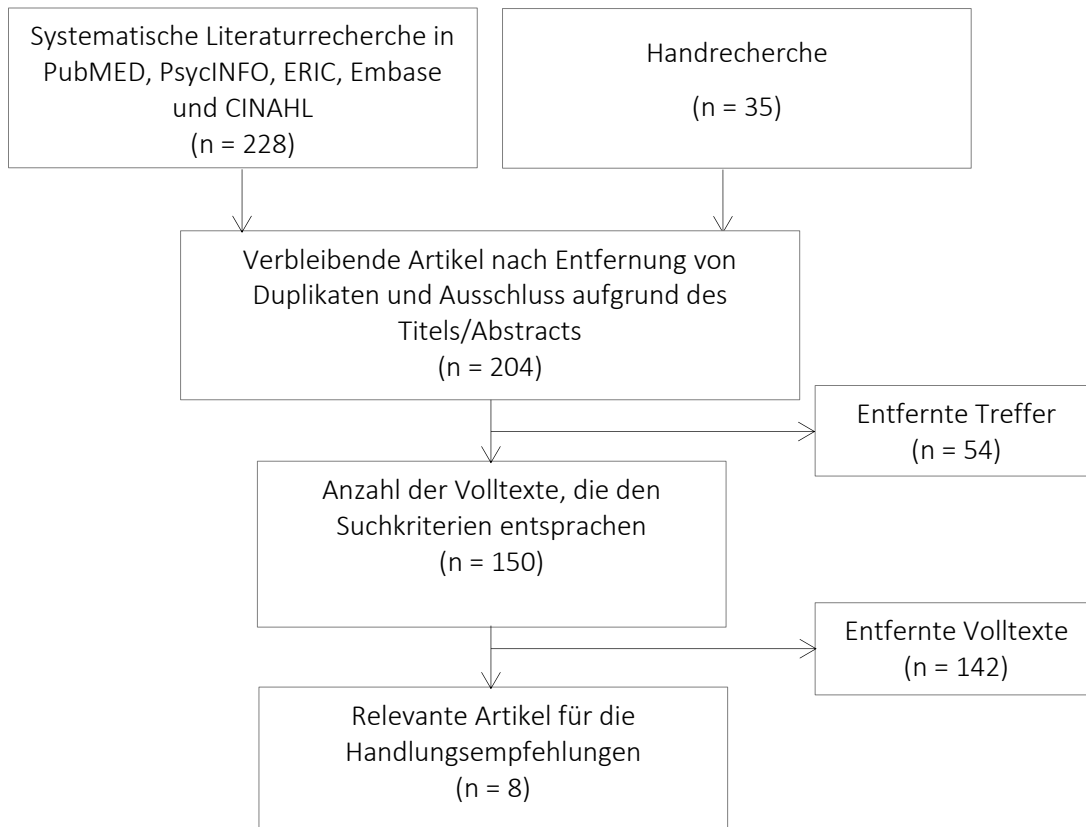 Systematische Literaturrecherche in
PubMED, PsycINFO, ERIC, Embase
und CINAHL
(n = 228)
Handrecherche
(n = 35)
Verbleibende Artikel nach Entfernung von
Duplikaten und Ausschluss aufgrund des
Titels/Abstracts
(n = 204)
Entfernte Treffer
(n = 54)
Anzahl der Volltexte, die den
Suchkriterien entsprachen
(n = 150)
Entfernte Volltexte
(n = 142)
Relevante Artikel für die
Handlungsempfehlungen
(n = 8)